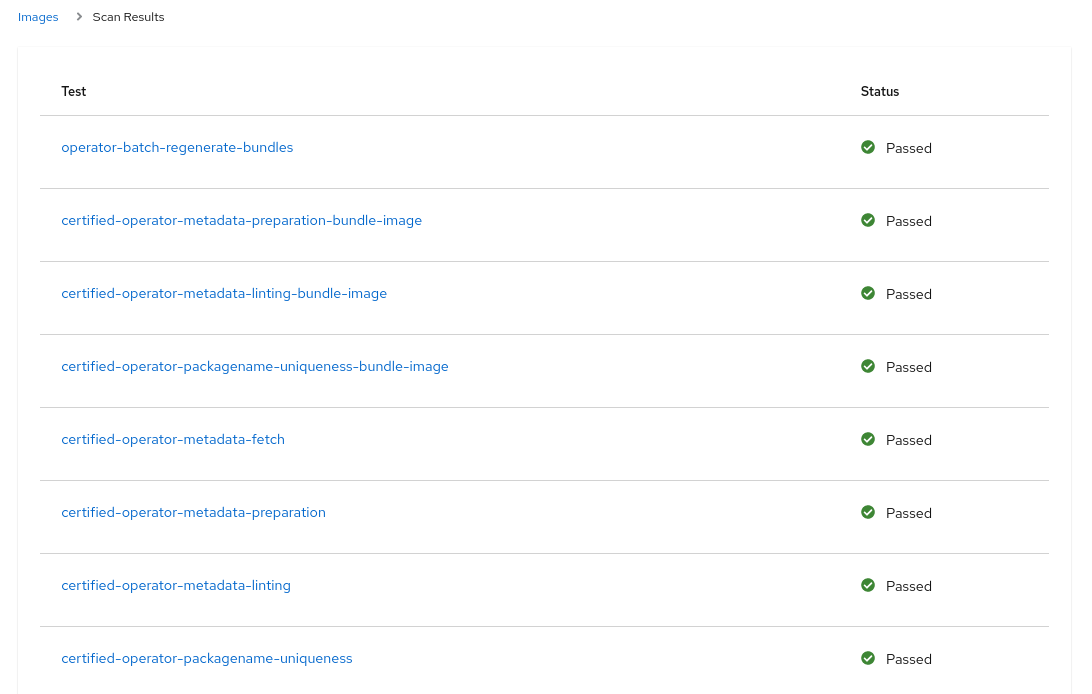 Images > Scan Results
Test Status
operator-batch-regenerate-bundles Passed
certified-operator-metadata-preparation-bundle-image Passed
certified-operator-metadata-linting-bundle-image Passed
certified-operator-packagename-uniqueness-bundle-image Passed
certified-operator-metadata-fetch Passed
certified-operator-metadata-preparation Passed
certified-operator-metadata-linting Passed
certified-operator-packagename-uniqueness Passed